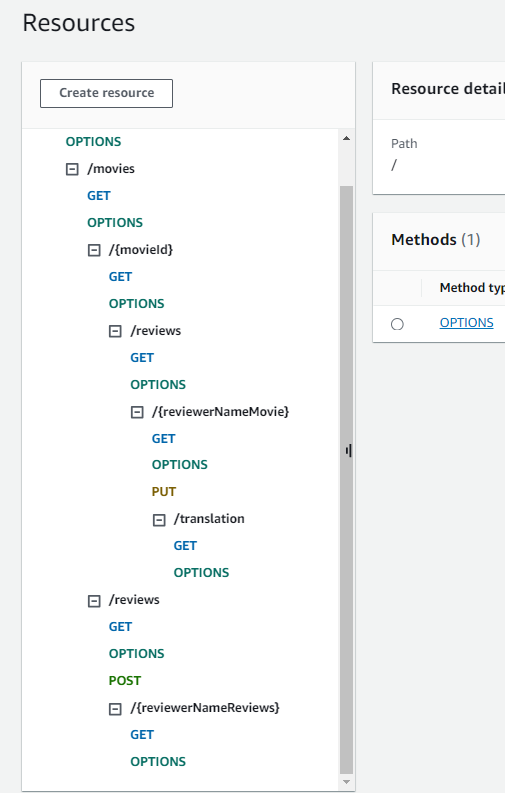 Resources
Create resource
OPTIONS
/movies
GET
OPTIONS
/{movieId}
GET
OPTIONS
/reviews
GET
OPTIONS
/{reviewerNameMovie}
GET
OPTIONS
PUT
/translation
GET
OPTIONS
/reviews
GET
OPTIONS
POST
/{reviewerNameReviews}
GET
OPTIONS
Resource detail
Path
/
Methods (1)
Method typ
OPTIONS